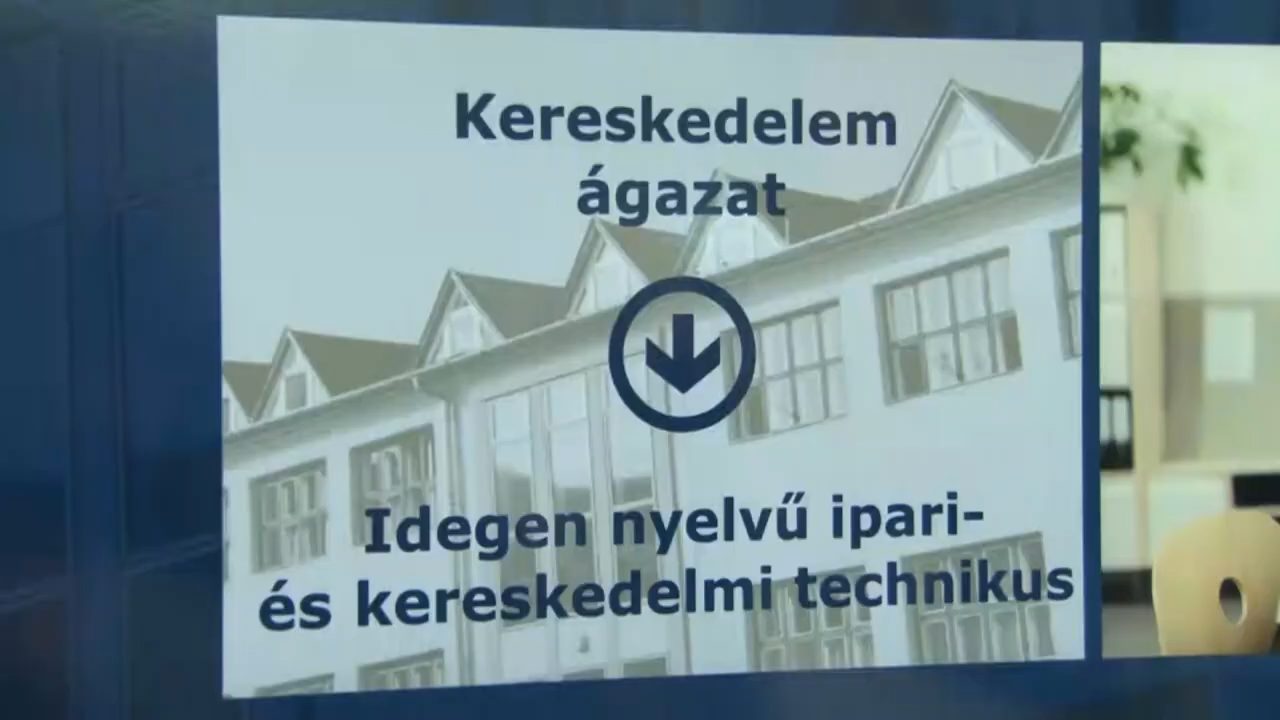 Kereskedelem
ágazat
Idegen nyelvű ipari-
és kereskedelmi technikus